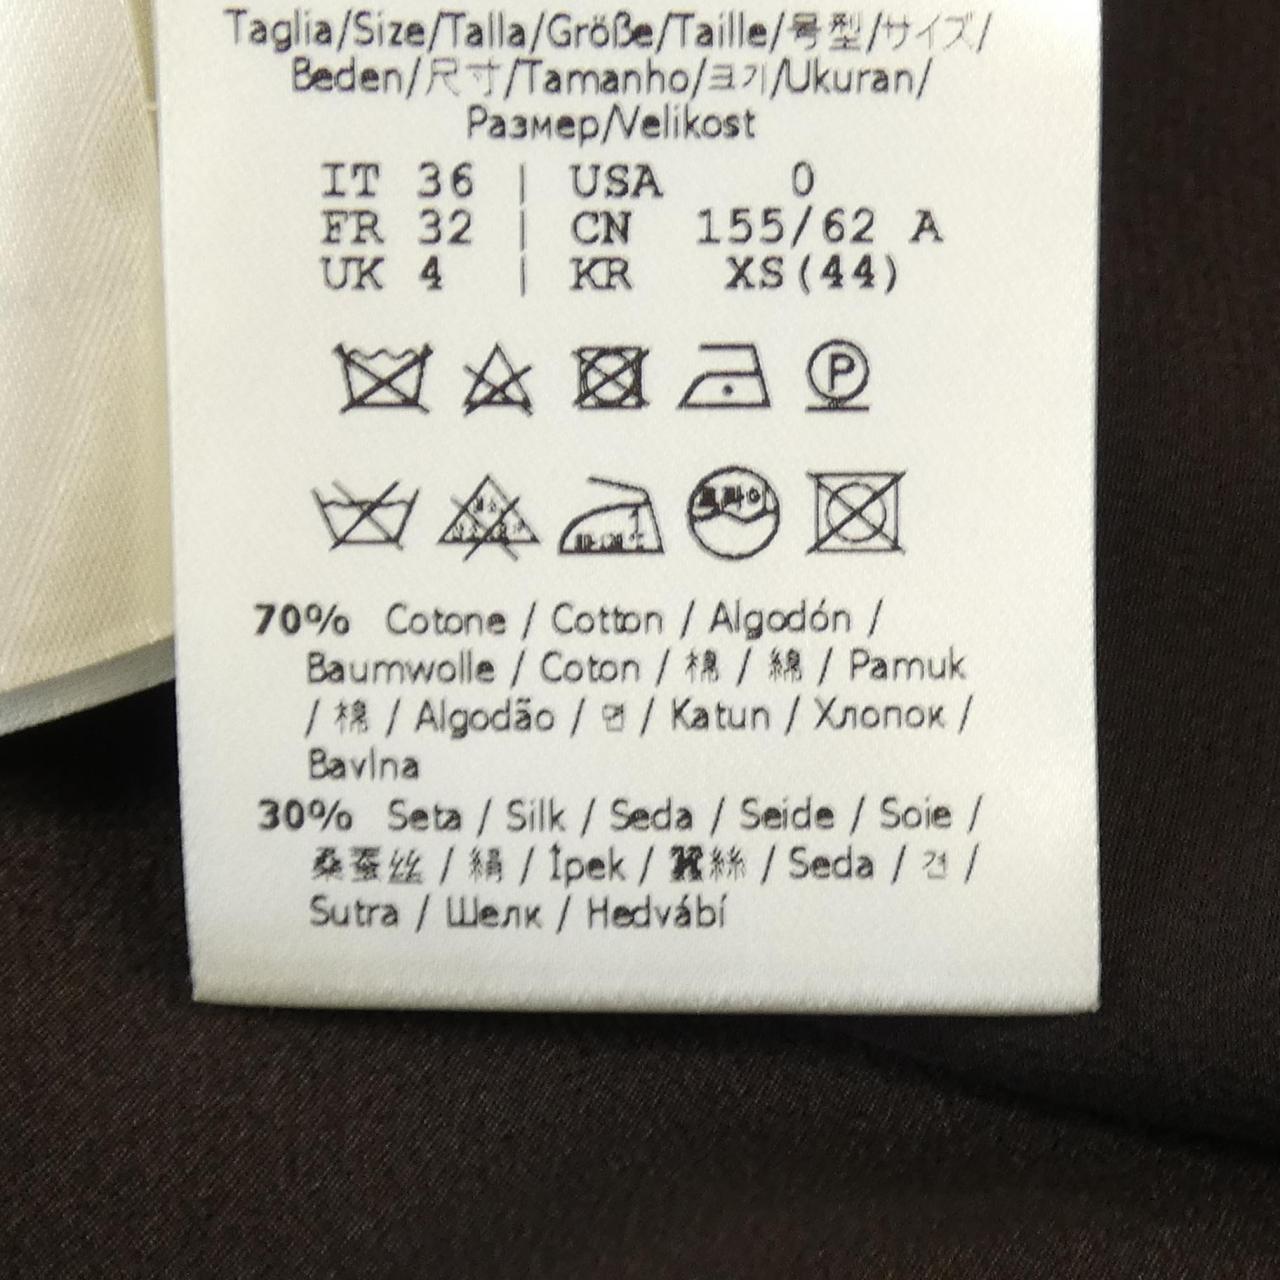 Taglia/Size/Talla/Größe/Taille/号型/サイズ/
Beden/尺寸/Tamanho/크기/Ukuran/
Размер/Velikost
IT 36 | USA 0
FR 32 | CN 155/62 A
UK 4 | KR XS(44)
P
드라이
70% Cotone / Cotton / Algodón /
Baumwolle / Coton / 棉 / 綿 / Pamuk
/ 棉 / Algodão / 면 / Katun / Хлопок /
Bavlna
30% Seta / Silk / Seda / Seide / Soie /
桑蚕丝 / 絹 / İpek / 絲 / Seda / 견 /
Sutra / Шелк / Hedvábí